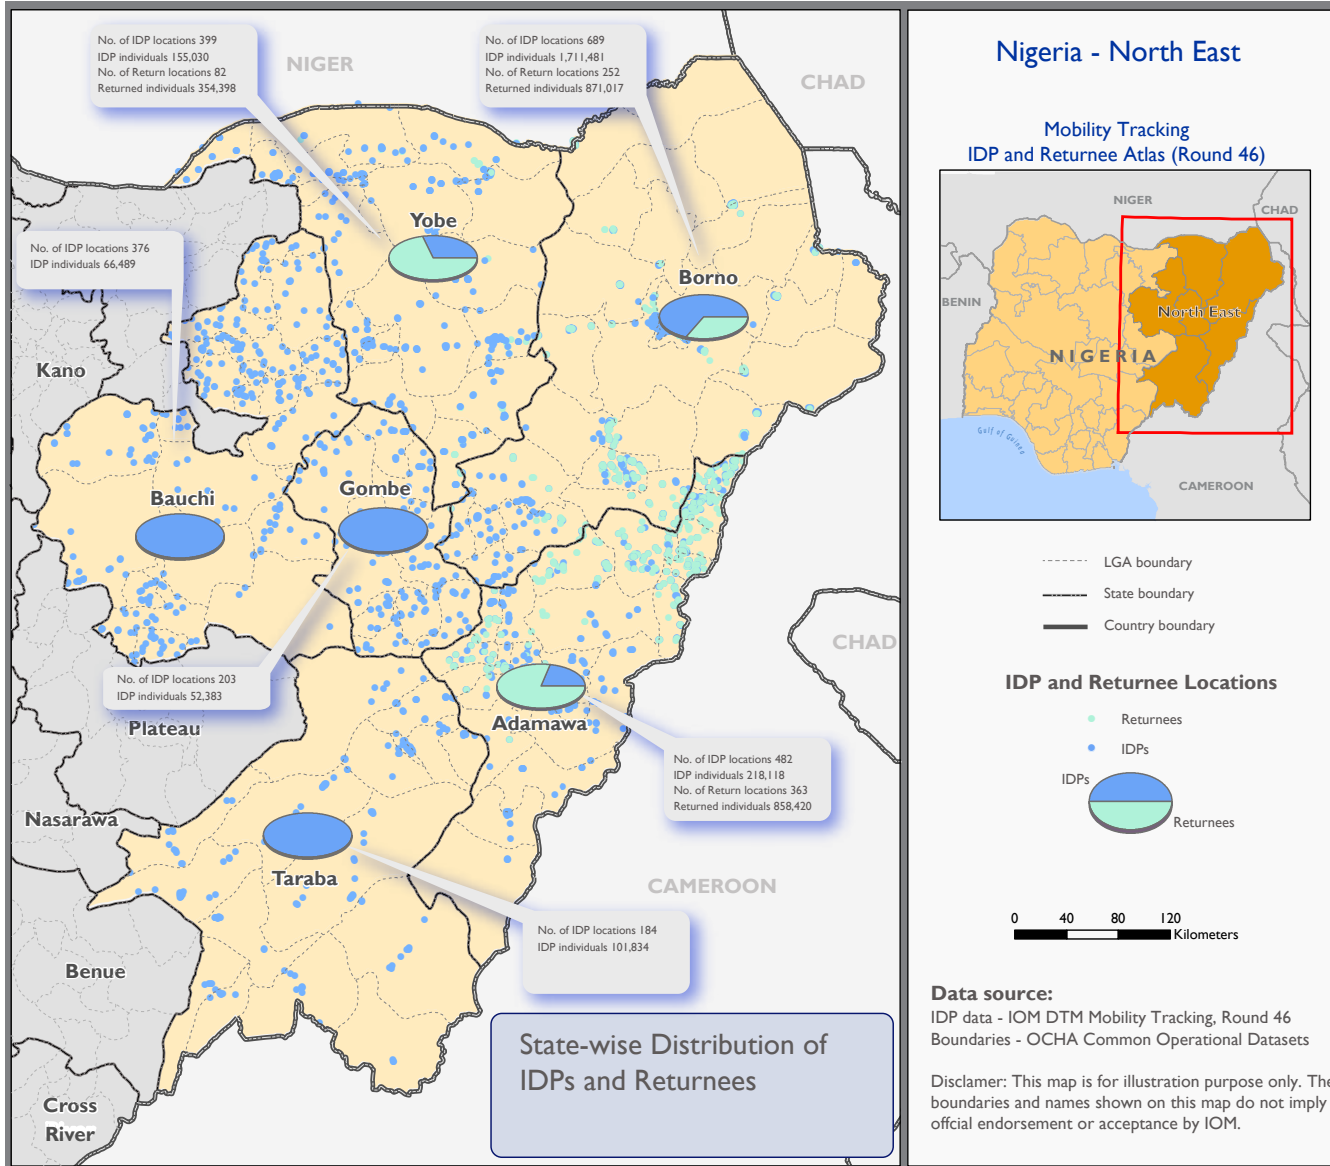 No. of IDP locations 399
IDP individuals 155,030
No. of Return locations 82
Returned individuals 354,398
NIGER
No. of IDP locations 689
IDP individuals 1,711,481
No. of Return locations 252
Returned individuals 871,017
CHAD
Yobe
No. of IDP locations 376
IDP individuals 66,489
Borno
Kano
Bauchi
Gombe
No. of IDP locations 203
IDP individuals 52,383
CHAD
Plateau
Adamawa
No. of IDP locations 482
IDP individuals 218,118
No. of Return locations 363
Returned individuals 858,420
Nasarawa
Taraba
CAMEROON
No. of IDP locations 184
IDP individuals 101,834
Benue
State-wise Distribution of
IDPs and Returnees
Cross
River
Nigeria - North East
Mobility Tracking
IDP and Returnee Atlas (Round 46)
NIGER
CHAD
BENIN
North East
NIGERIA
Gulf of Guinea
CAMEROON
LGA boundary
State boundary
Country boundary
IDP and Returnee Locations
Returnees
IDPs
IDPs
Returnees
0 40 80 120
Kilometers
Data source:
IDP data - IOM DTM Mobility Tracking, Round 46
Boundaries - OCHA Common Operational Datasets
Disclamer: This map is for illustration purpose only. The
boundaries and names shown on this map do not imply
offcial endorsement or acceptance by IOM.